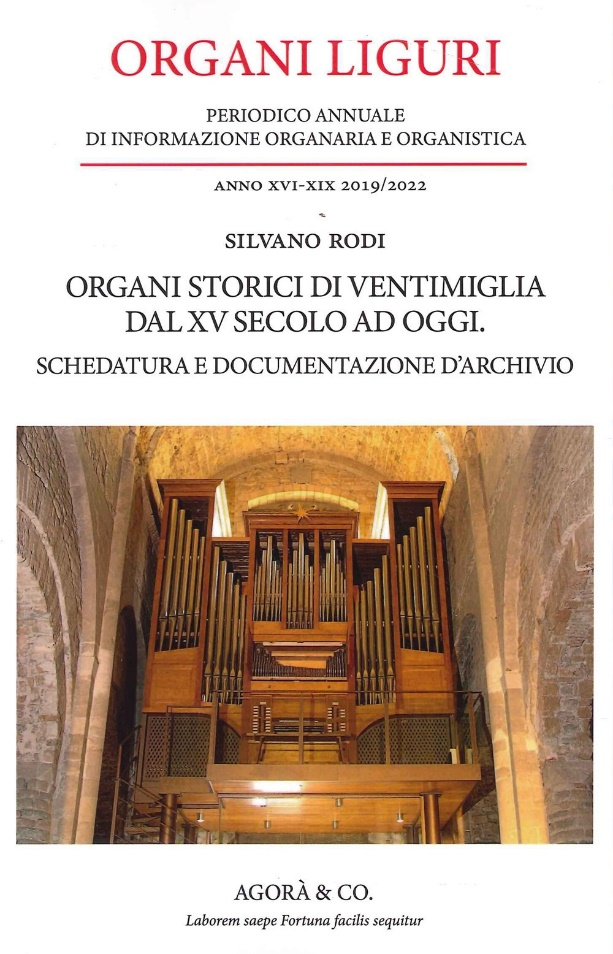 ORGANI LIGURI
PERIODICO ANNUALE
DI INFORMAZIONE ORGANARIA E ORGANISTICA
ANNO XVI-XIX 2019/2022
SILVANO RODI
ORGANI STORICI DI VENTIMIGLIA
DAL XV SECOLO AD OGGI.
SCHEDATURA E DOCUMENTAZIONE D'ARCHIVIO
AGORÀ & CO.
Laborem saepe Fortuna facilis sequitur